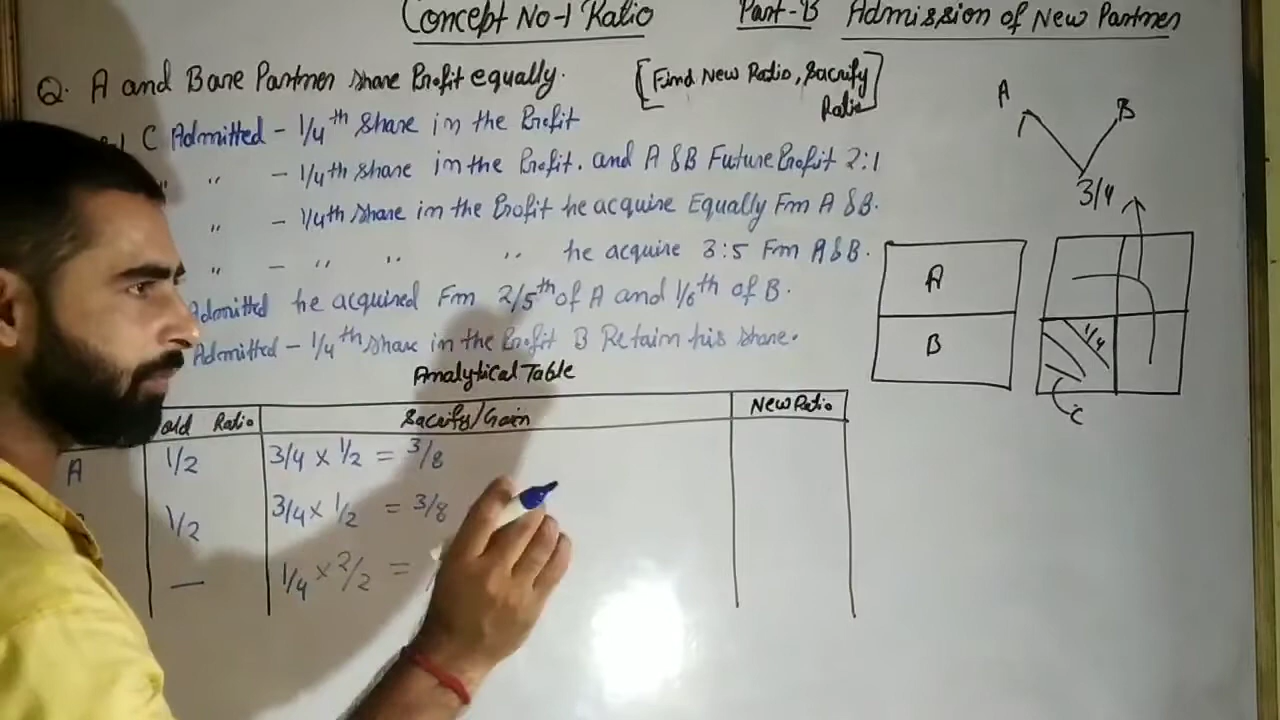 Concept No-1 Ratio Part-B Admission of New Partner
Q. A and B are Partner share Profit equally. [Find New Ratio, Sacrify Ratio]
C Admitted - 1/4th share in the Profit
" " - 1/4th share in the Profit. and A & B Future Profit 2:1
" - 1/4th share in the Profit he acquire Equally Fm A & B.
" - " " " he acquire 3:5 Fm A & B.
Admitted he acquired Fm 2/5th of A and 1/6th of B.
Admitted - 1/4th share in the Profit B Retain his share.
Analytical Table
old Ratio Sacrify/Gain New Ratio
A 1/2 3/4 × 1/2 = 3/8
1/2 3/4 × 1/2 = 3/8
— 1/4 × 2/2 =
A B
3/4
A
B
1/4
C